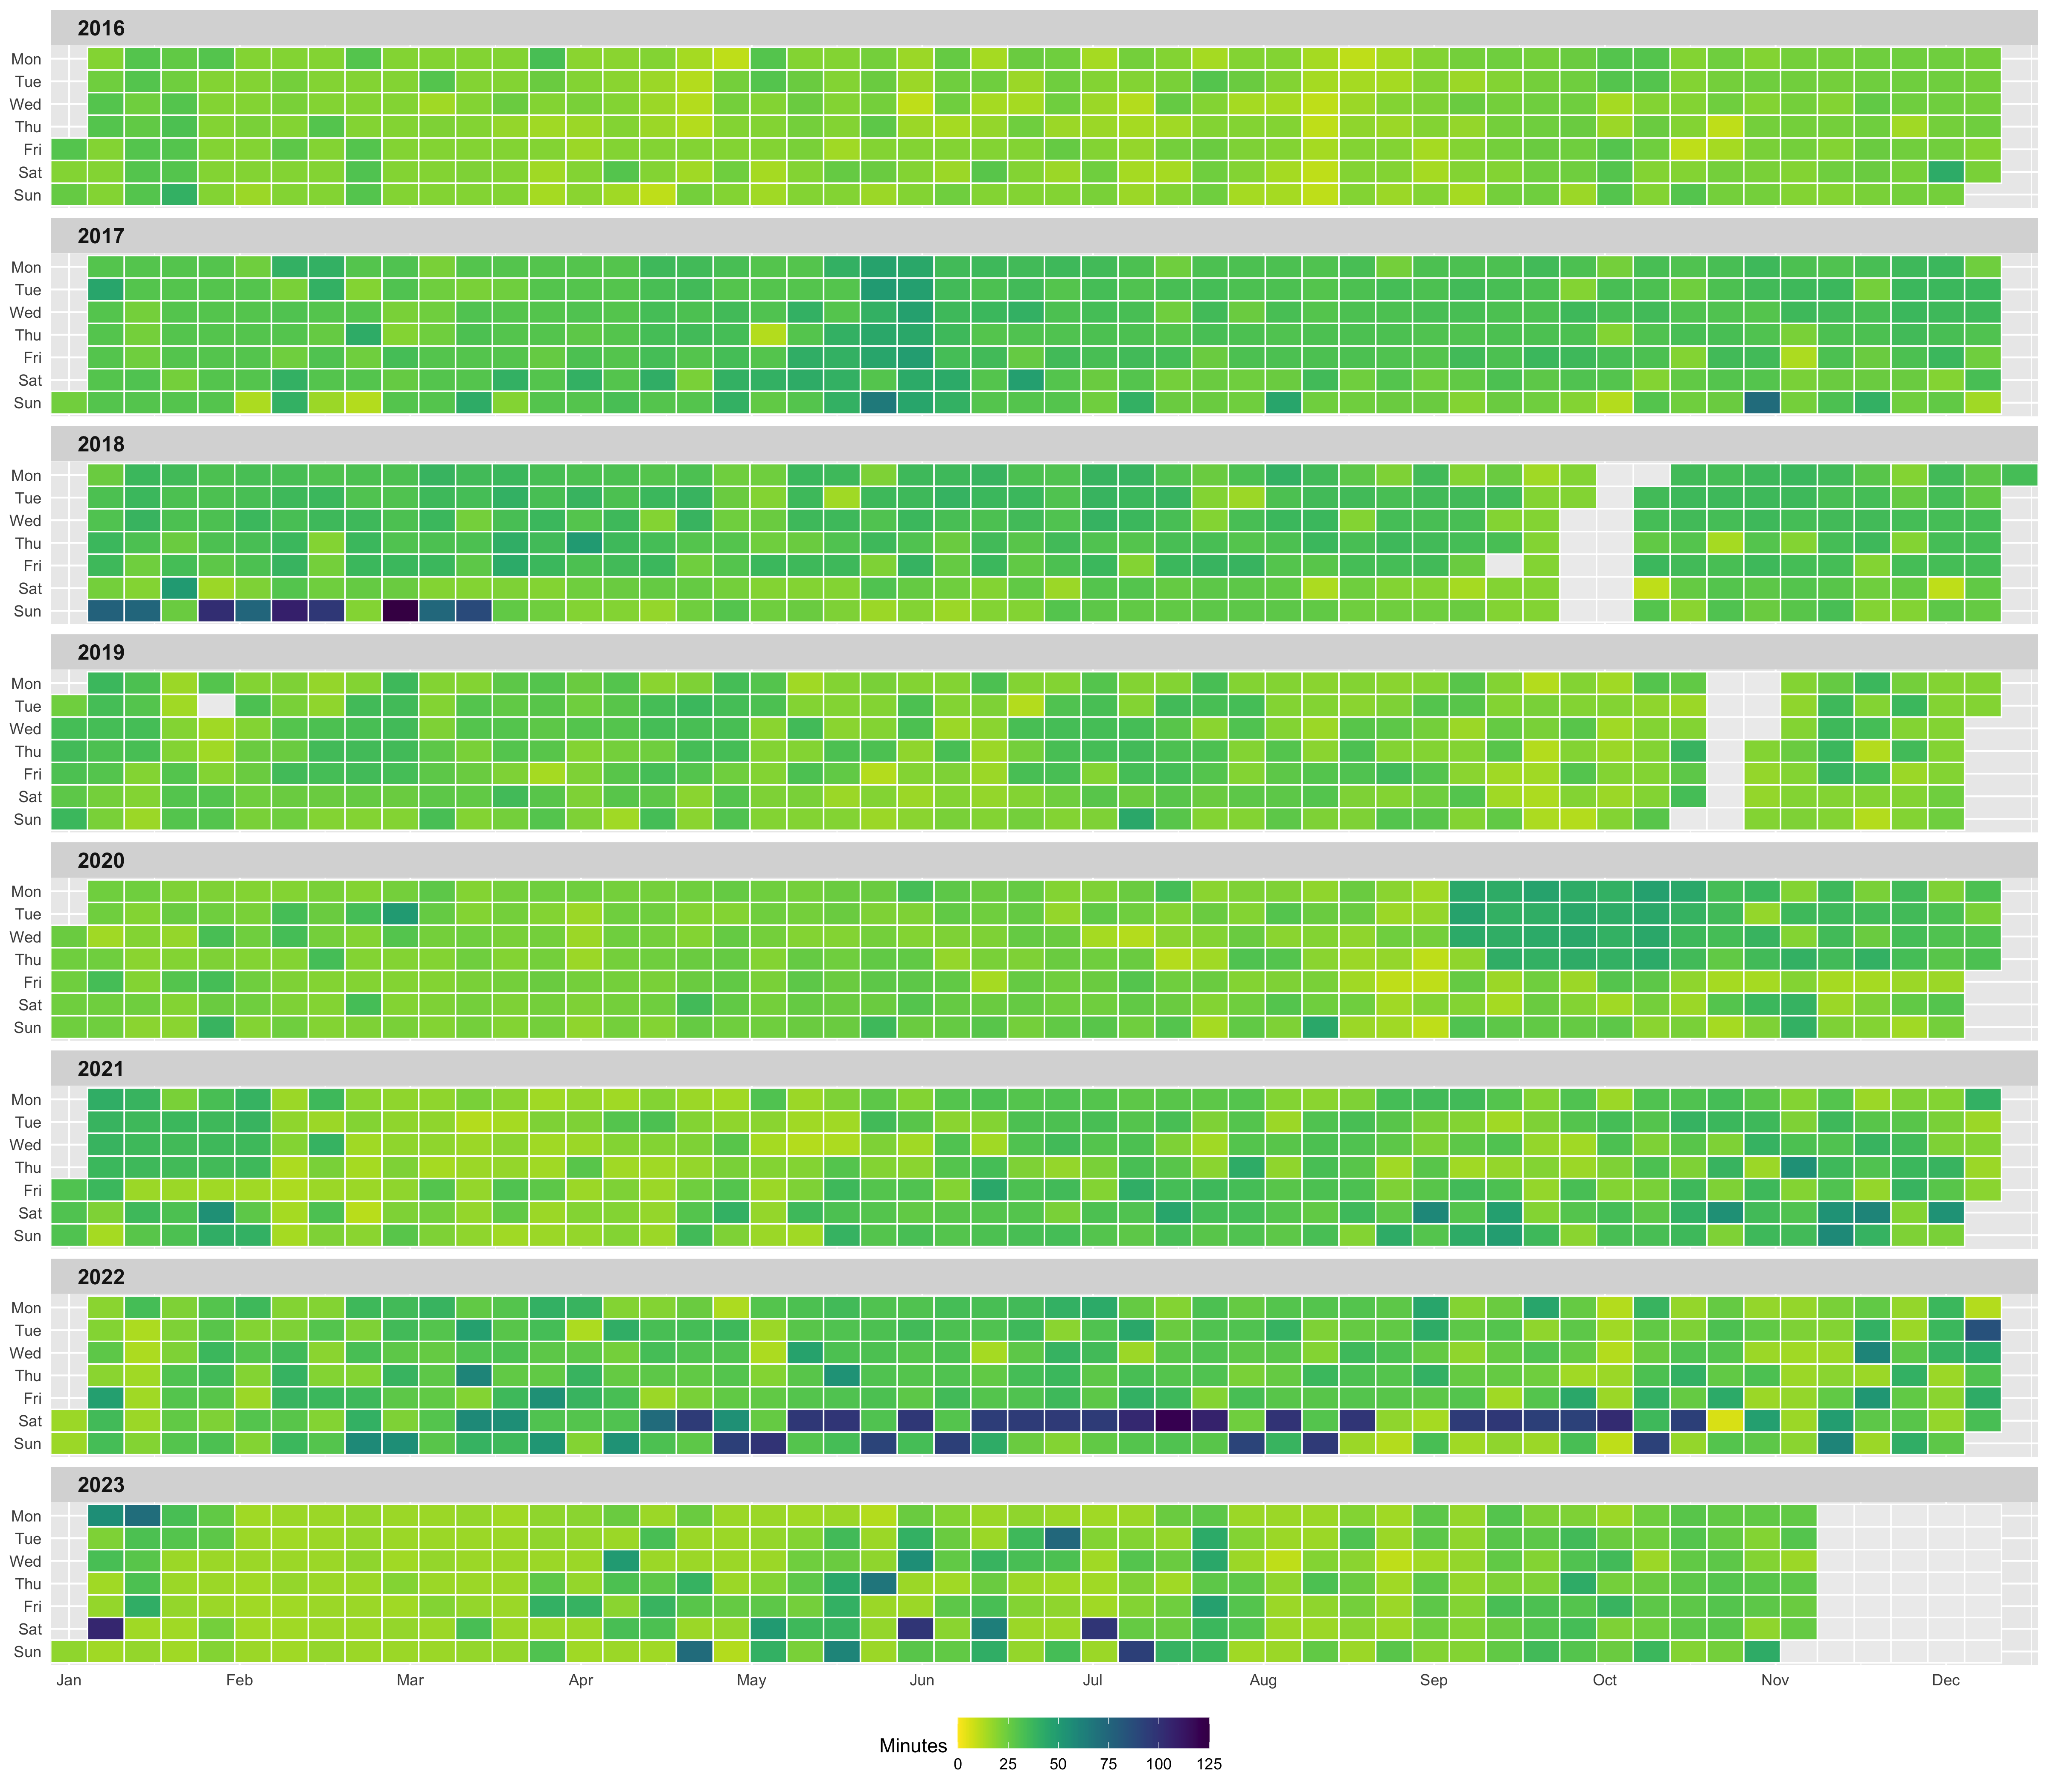 2016
Mon
Tue
Wed
Thu
Fri
Sat
Sun
2017
Mon
Tue
Wed
Thu
Fri
Sat
Sun
2018
Mon
Tue
Wed
Thu
Fri
Sat
Sun
2019
Mon
Tue
Wed
Thu
Fri
Sat
Sun
2020
Mon
Tue
Wed
Thu
Fri
Sat
Sun
2021
Mon
Tue
Wed
Thu
Fri
Sat
Sun
2022
Mon
Tue
Wed
Thu
Fri
Sat
Sun
2023
Mon
Tue
Wed
Thu
Fri
Sat
Sun
Jan Feb Mar Apr May Jun Jul Aug Sep Oct Nov Dec
Minutes
0 25 50 75 100 125